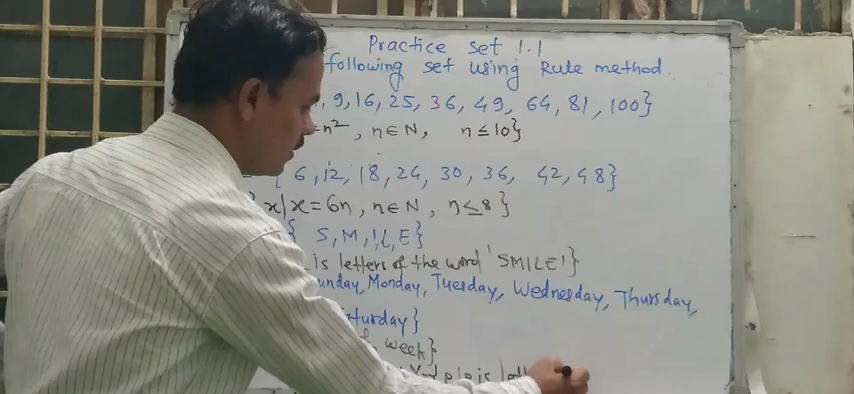 Practice set 1.1
following set using Rule method.
, 9, 16, 25, 36, 49, 64, 81, 100}
=n², n∈N, n≤10}
= { 6, 12, 18, 24, 30, 36, 42, 48}
x/x=6n, n∈N, n≤8}
{ S, M, I, L, E}
is letters of the word 'SMILE'}
unday, Monday, Tuesday, Wednesday, Thursday,
aturday}
week}
is